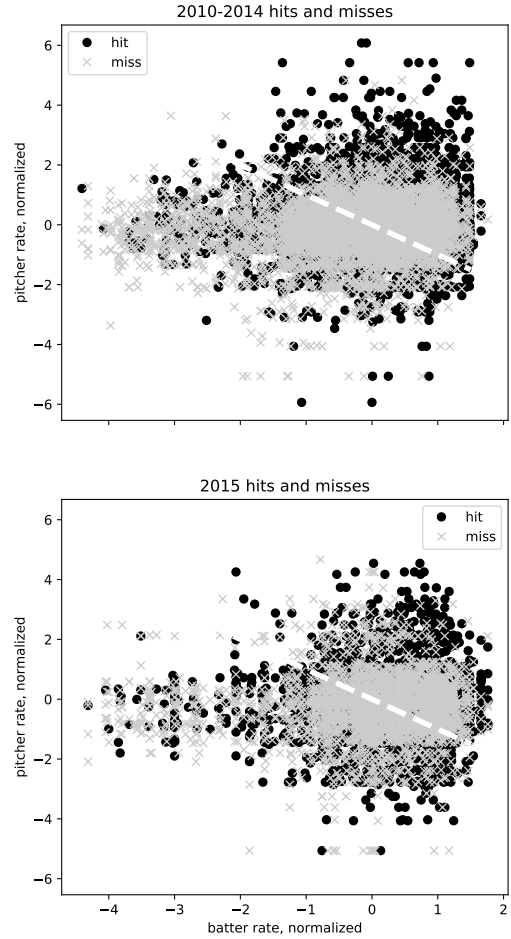 2010-2014 hits and misses
hit
miss
6
4
2
0
−2
−4
−6
pitcher rate, normalized
2015 hits and misses
hit
miss
6
4
2
0
−2
−4
−6
pitcher rate, normalized
−4 −3 −2 −1 0 1 2
batter rate, normalized